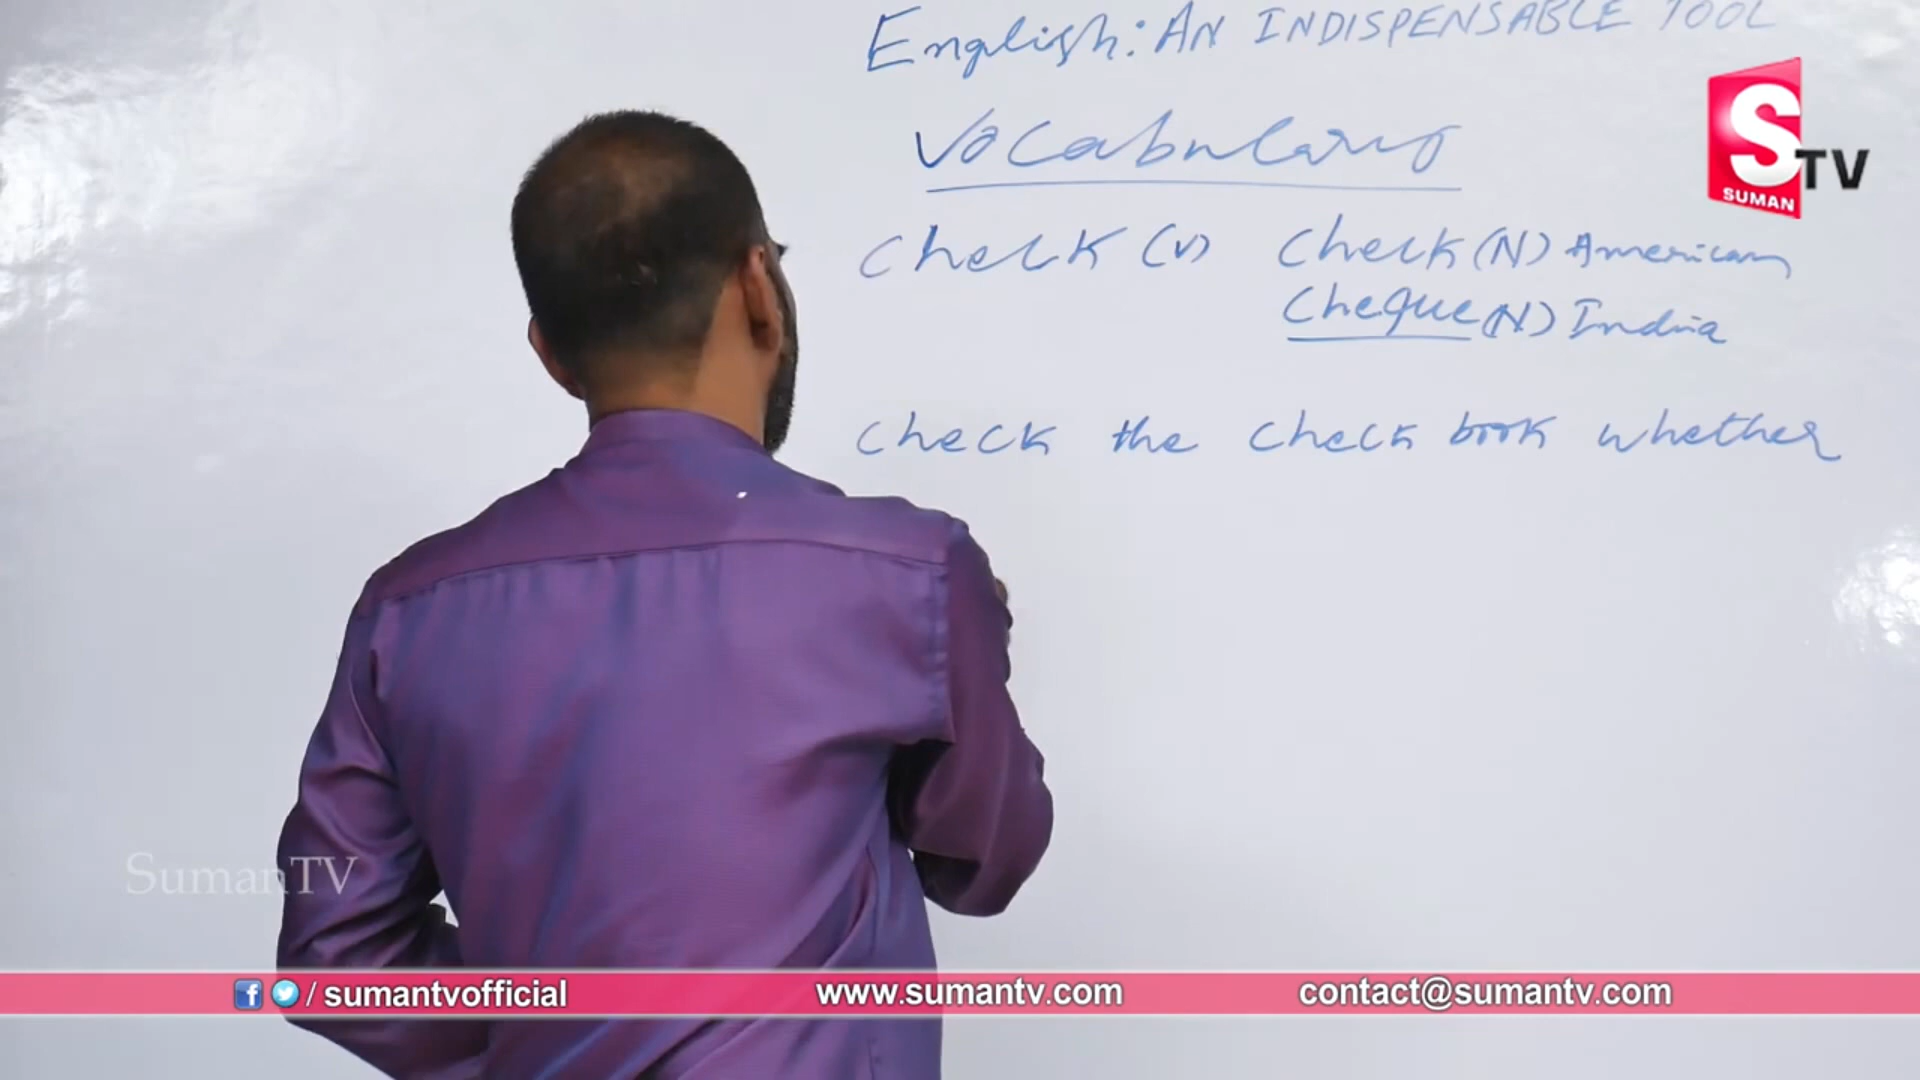 English: AN INDISPENSABLE TOOL
Vocabulary
check (v) check (N) American
cheque (N) India
check the check book whether
S TV
SUMAN
SumanTV
/ sumantvofficial
www.sumantv.com
contact@sumantv.com